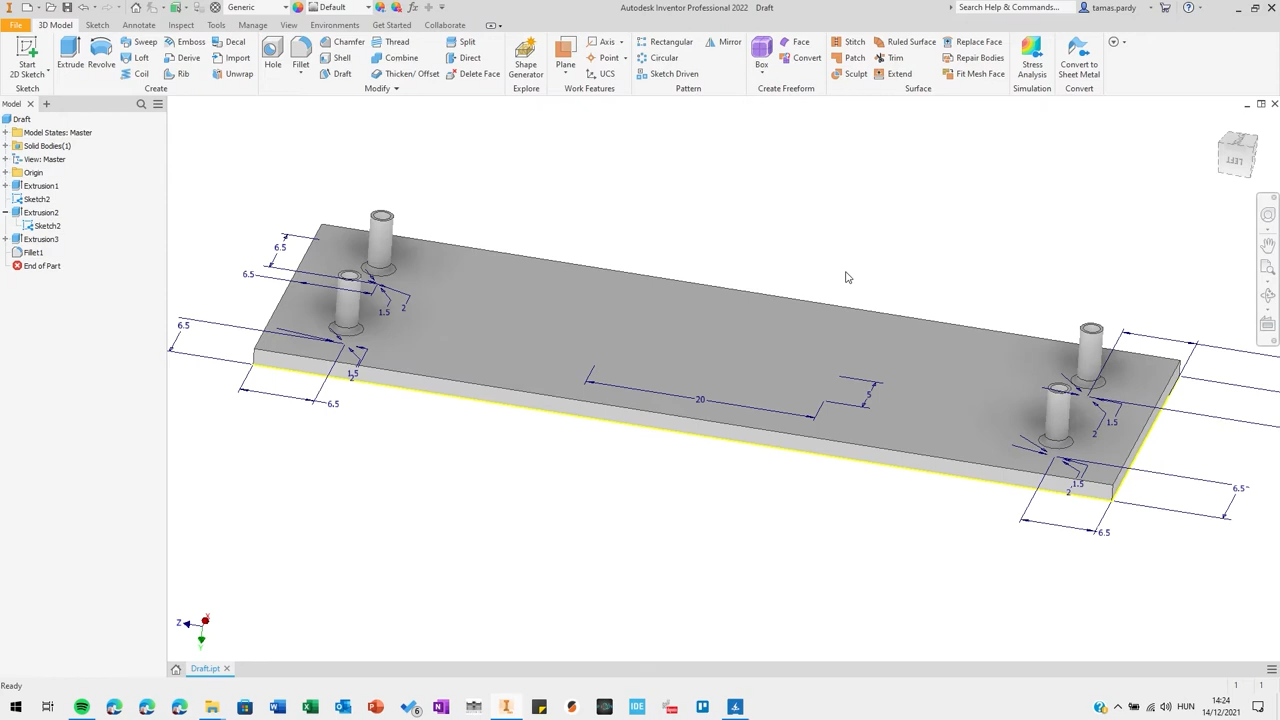 Generic
Default
Autodesk Inventor Professional 2022   Draft
Search Help & Commands...
tamas.pardy
File
3D Model
Sketch
Annotate
Inspect
Tools
Manage
View
Environments
Get Started
Collaborate
Start
2D Sketch
Sketch
Extrude
Revolve
Sweep
Loft
Coil
Emboss
Derive
Rib
Decal
Import
Unwrap
Create
Hole
Fillet
Chamfer
Shell
Draft
Thread
Combine
Thicken/ Offset
Split
Direct
Delete Face
Modify
Shape
Generator
Explore
Plane
Axis
Point
UCS
Work Features
Rectangular
Circular
Sketch Driven
Mirror
Pattern
Box
Face
Convert
Create Freeform
Stitch
Patch
Sculpt
Ruled Surface
Trim
Extend
Replace Face
Repair Bodies
Fit Mesh Face
Surface
Stress
Analysis
Simulation
Convert to
Sheet Metal
Convert
Model
Draft
Model States: Master
Solid Bodies(1)
View: Master
Origin
Extrusion1
Sketch2
Extrusion2
Sketch2
Extrusion3
Fillet1
End of Part
LEFT
6.5
6.5
1.5
2
6.5
1.5
2
6.5
20
5
1.5
2
1.5
2
6.5
6.5
X
Y
Z
Draft.ipt
Ready
1
1
HUN
14:24
14/12/2021